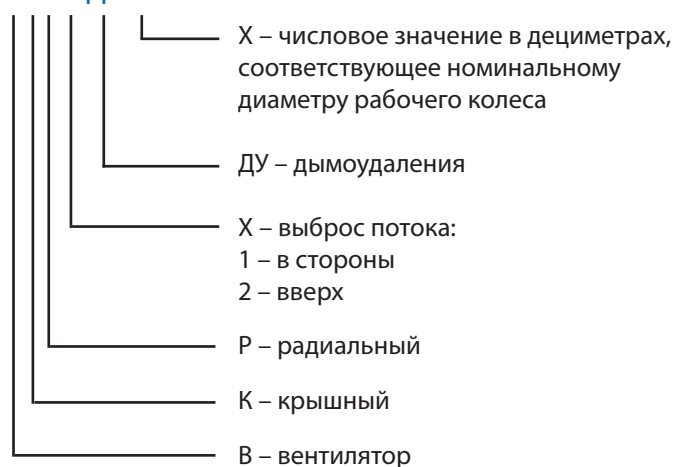 Х – числовое значение в дециметрах,
соответствующее номинальному
диаметру рабочего колеса
ДУ – дымоудаления
Х – выброс потока:
1 – в стороны
2 – вверх
Р – радиальный
К – крышный
В – вентилятор